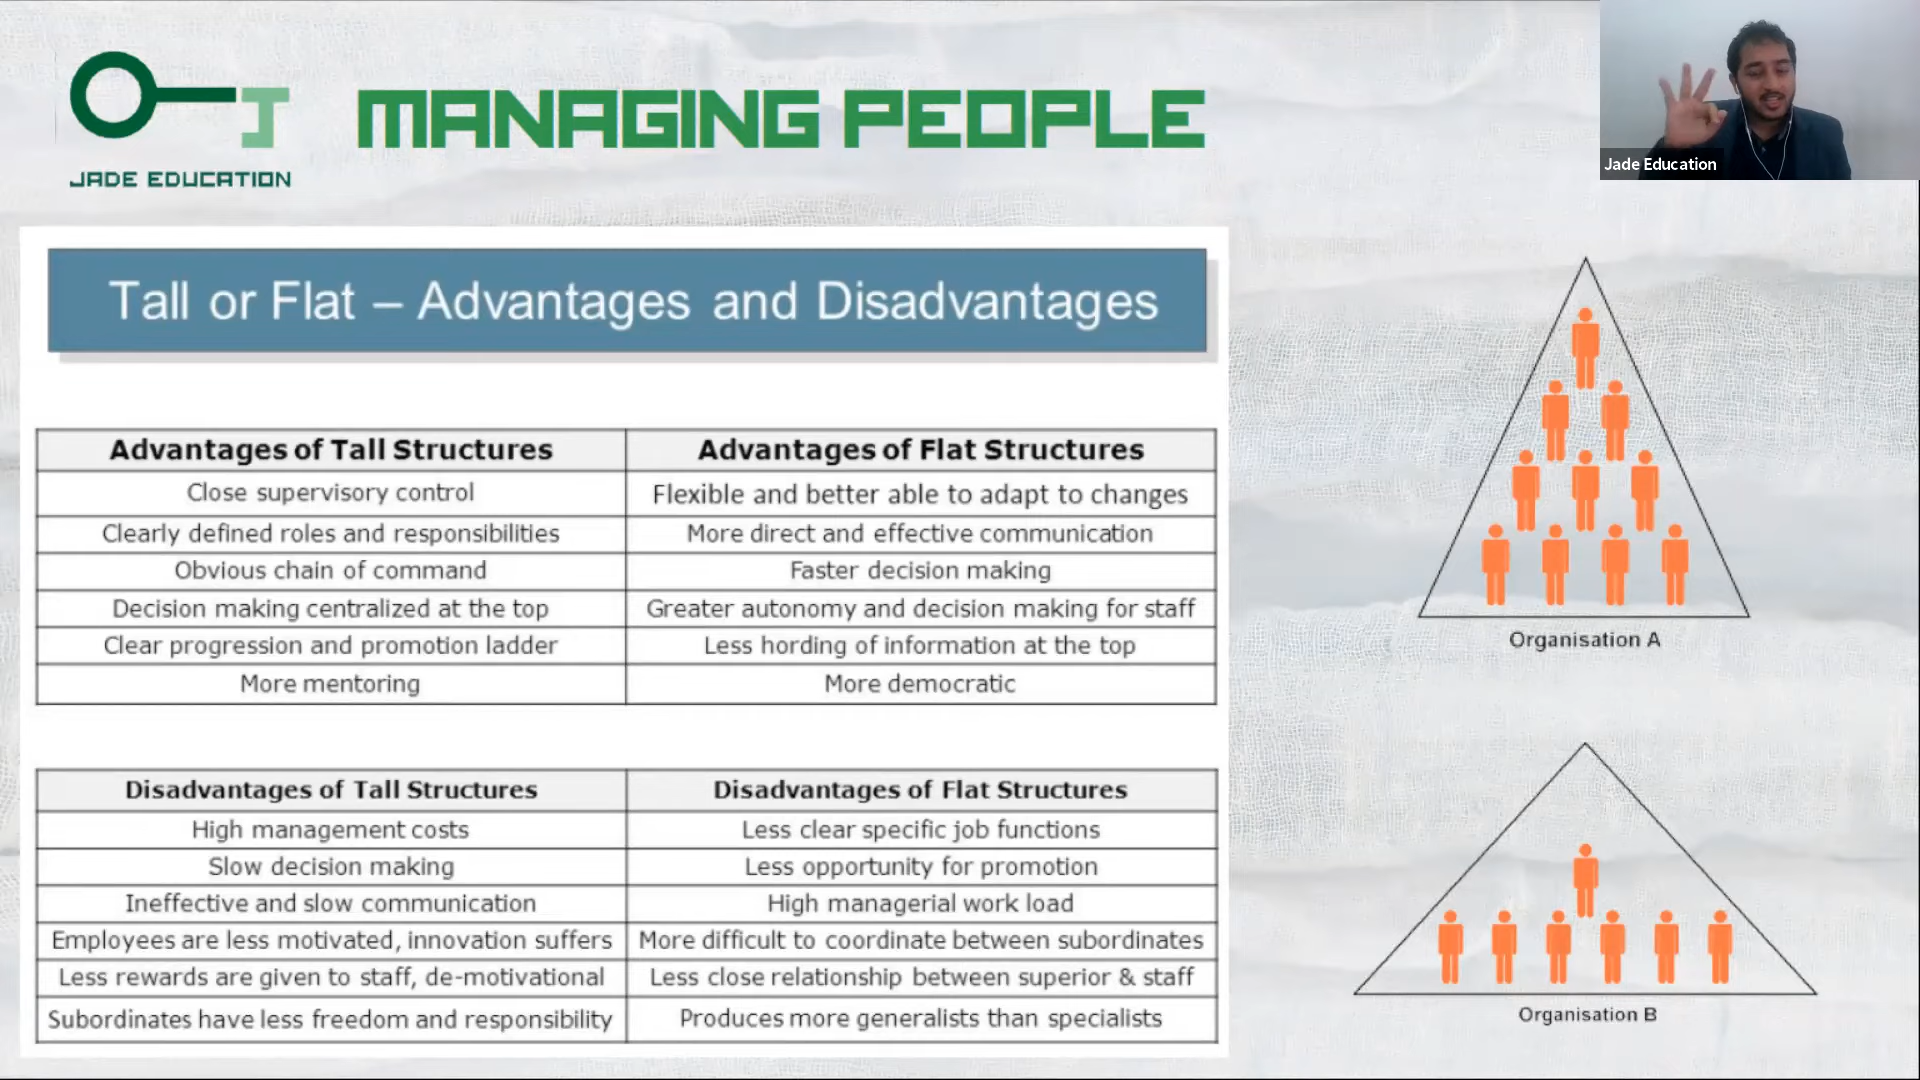 J
JADE EDUCATION
MANAGING PEOPLE
Jade Education
Tall or Flat – Advantages and Disadvantages
Advantages of Tall Structures
Advantages of Flat Structures
Close supervisory control
Flexible and better able to adapt to changes
Clearly defined roles and responsibilities
More direct and effective communication
Obvious chain of command
Faster decision making
Decision making centralized at the top
Greater autonomy and decision making for staff
Clear progression and promotion ladder
Less hording of information at the top
More mentoring
More democratic
Disadvantages of Tall Structures
Disadvantages of Flat Structures
High management costs
Less clear specific job functions
Slow decision making
Less opportunity for promotion
Ineffective and slow communication
High managerial work load
Employees are less motivated, innovation suffers
More difficult to coordinate between subordinates
Less rewards are given to staff, de-motivational
Less close relationship between superior & staff
Subordinates have less freedom and responsibility
Produces more generalists than specialists
Organisation A
Organisation B